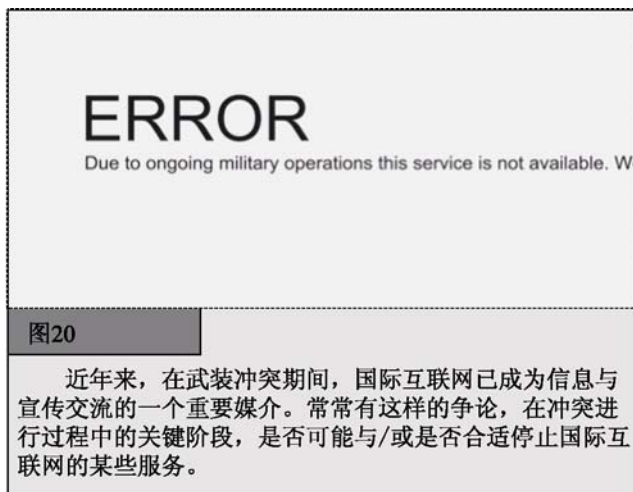 ERROR
Due to ongoing military operations this service is not available.
图20
近年来，在武装冲突期间，国际互联网已成为信息与
宣传交流的一个重要媒介。常常有这样的争论，在冲突进
行过程中的关键阶段，是否可能与/或是否合适停止国际互
联网的某些服务。